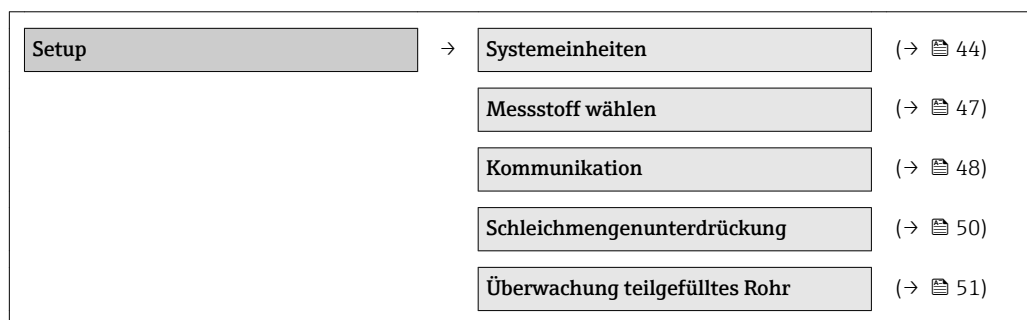 Setup → Systemeinheiten (→ 44)
Messstoff wählen (→ 47)
Kommunikation (→ 48)
Schleichmengenunterdrückung (→ 50)
Überwachung teilgefülltes Rohr (→ 51)